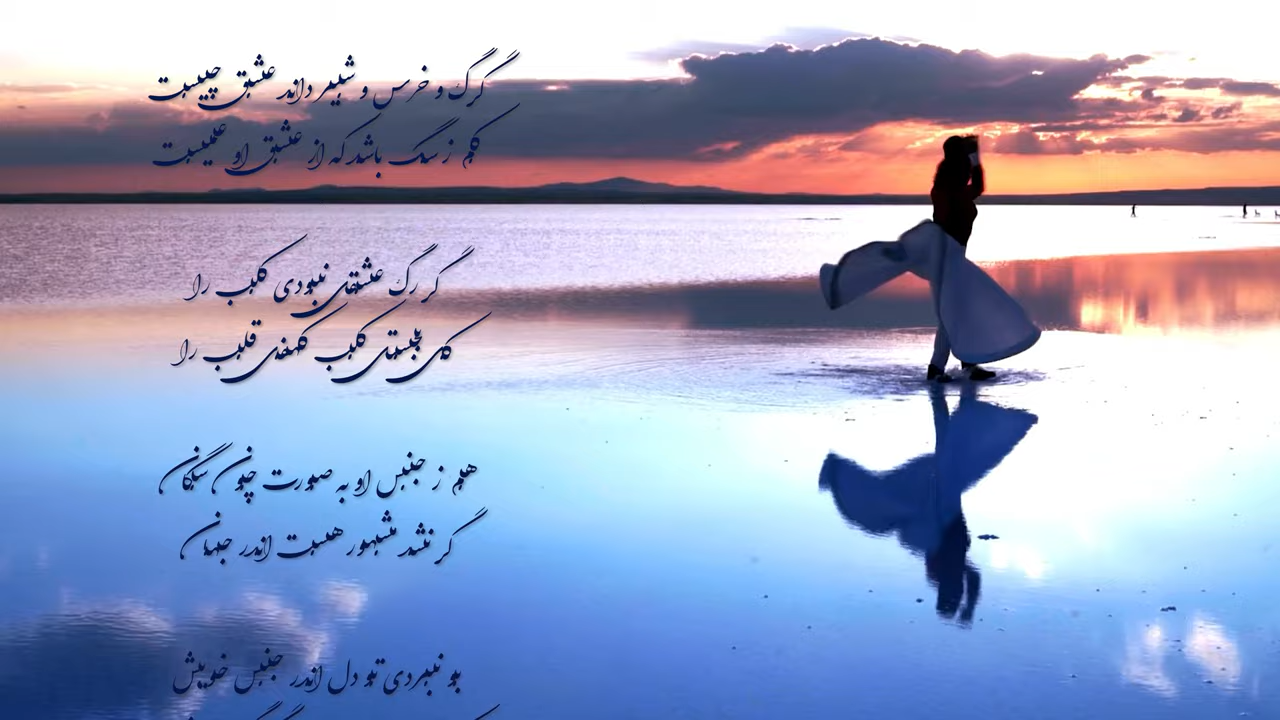 گرگ و خرس و شیر داند عشق چیست
کم ز سگ باشد که از عشق او عمیست
گر رگ عشقی نبودی کلب را
کی بجستی کلب کهفی قلب را
هم ز جنس او به صورت چون سگان
گر نشد مشهور هست اندر جهان
بو نبردی تو دل اندر جنس خویش